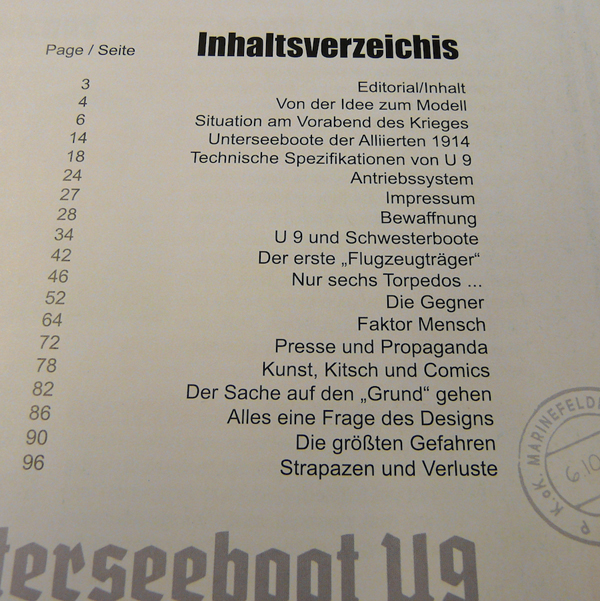 Inhaltsverzeichis
Page / Seite
3 Editorial/Inhalt
4 Von der Idee zum Modell
6 Situation am Vorabend des Krieges
14 Unterseeboote der Alliierten 1914
18 Technische Spezifikationen von U 9
24 Antriebssystem
27 Impressum
28 Bewaffnung
34 U 9 und Schwesterboote
42 Der erste „Flugzeugträger“
46 Nur sechs Torpedos ...
52 Die Gegner
64 Faktor Mensch
72 Presse und Propaganda
78 Kunst, Kitsch und Comics
82 Der Sache auf den „Grund“ gehen
86 Alles eine Frage des Designs
90 Die größten Gefahren
96 Strapazen und Verluste
K.u.K. MARINEFELDP
terseeboot U9